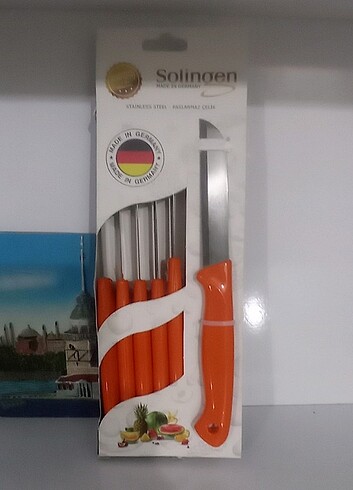 Solingen
MADE IN GERMANY
STAINLESS STEEL - PASLANMAZ ÇELİK
MADE IN GERMANY
MADE IN GERMANY